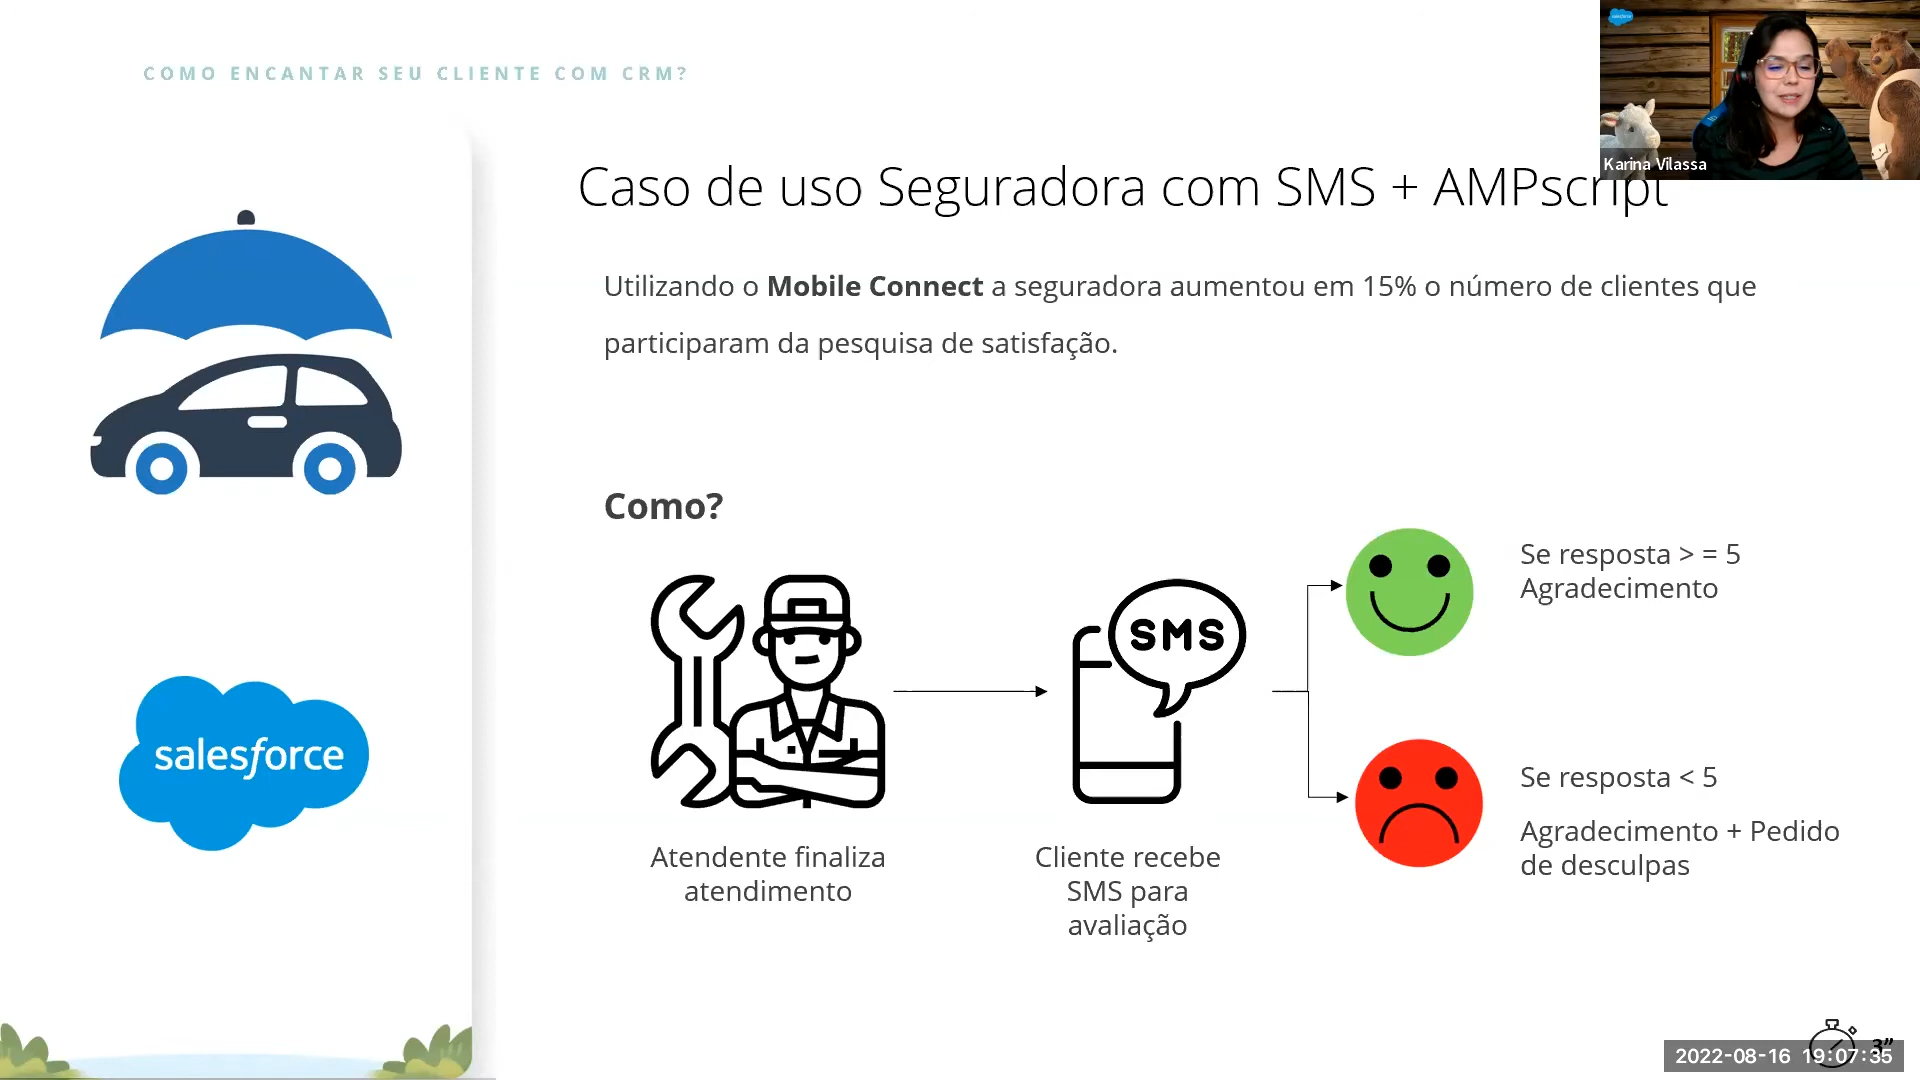 COMO ENCANTAR SEU CLIENTE COM CRM?
salesforce
Karina Vilassa
Caso de uso Seguradora com SMS + AMPscript
Utilizando o Mobile Connect a seguradora aumentou em 15% o número de clientes que
participaram da pesquisa de satisfação.
Como?
SMS
Se resposta > = 5
Agradecimento
Se resposta < 5
Agradecimento + Pedido
de desculpas
Atendente finaliza
atendimento
Cliente recebe
SMS para
avaliação
salesforce
3”
2022-08-16 19:07:35